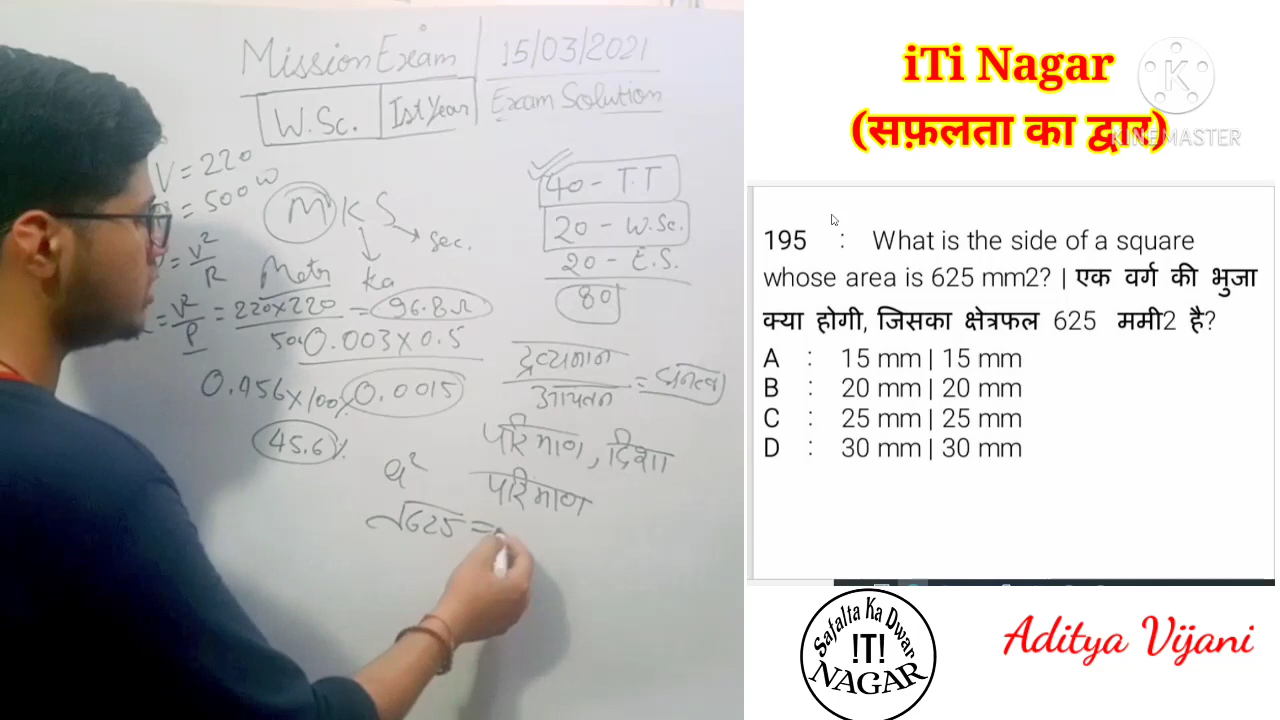 Mission Exam 15/03/2021
W.Sc. Ist Year Exam Solution
V = 220
= 500 W
= V²/R
= V²/P = 220×220 / 500 = 96.8 Ω
M K S
Sec.
Metr
Ka
40 - T.T
20 - W.Sc.
20 - E.S.
80
0.003×0.5
0.456×100×0.0015
45.6%
द्रव्यमान / आयतन = घनत्व
परिमाण, दिशा
परिमाण
a²
√625 =
iTi Nagar
(सफ़लता का द्वार)
K
KINEMASTER
195 : What is the side of a square
whose area is 625 mm2? | एक वर्ग की भुजा
क्या होगी, जिसका क्षेत्रफल 625 ममी2 है?
A : 15 mm | 15 mm
B : 20 mm | 20 mm
C : 25 mm | 25 mm
D : 30 mm | 30 mm
Safalta Ka Dwar
!T!
NAGAR
Aditya Vijani